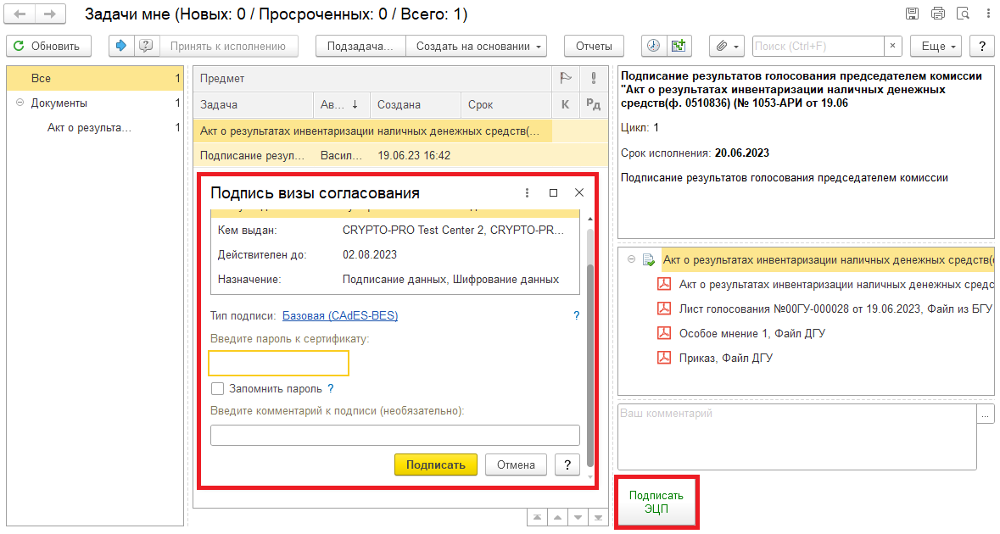 Задачи мне (Новых: 0 / Просроченных: 0 / Всего: 1)
Обновить
Принять к исполнению
Подзадача...
Создать на основании
Отчеты
Поиск (Ctrl+F)
×
Еще
?
Все 1
Документы 1
Акт о результа... 1
Предмет
Задача Ав... ↓ Создана Срок К Рд
Акт о результатах инвентаризации наличных денежных средств(...
Подписание резул... Васил... 19.06.23 16:42
Подпись визы согласования
Кем выдан: CRYPTO-PRO Test Center 2, CRYPTO-PR...
Действителен до: 02.08.2023
Назначение: Подписание данных, Шифрование данных
Тип подписи: Базовая (CAdES-BES) ?
Введите пароль к сертификату:
Запомнить пароль ?
Введите комментарий к подписи (необязательно):
Подписать
Отмена
?
Подписание результатов голосования председателем комиссии
"Акт о результатах инвентаризации наличных денежных
средств(ф. 0510836) (№ 1053-АРИ от 19.06
Цикл: 1
Срок исполнения: 20.06.2023
Подписание результатов голосования председателем комиссии
Акт о результатах инвентаризации наличных денежных средств(
Акт о результатах инвентаризации наличных денежных средс
Лист голосования №00ГУ-000028 от 19.06.2023, Файл из БГУ
Особое мнение 1, Файл ДГУ
Приказ, Файл ДГУ
Ваш комментарий
...
Подписать
ЭЦП